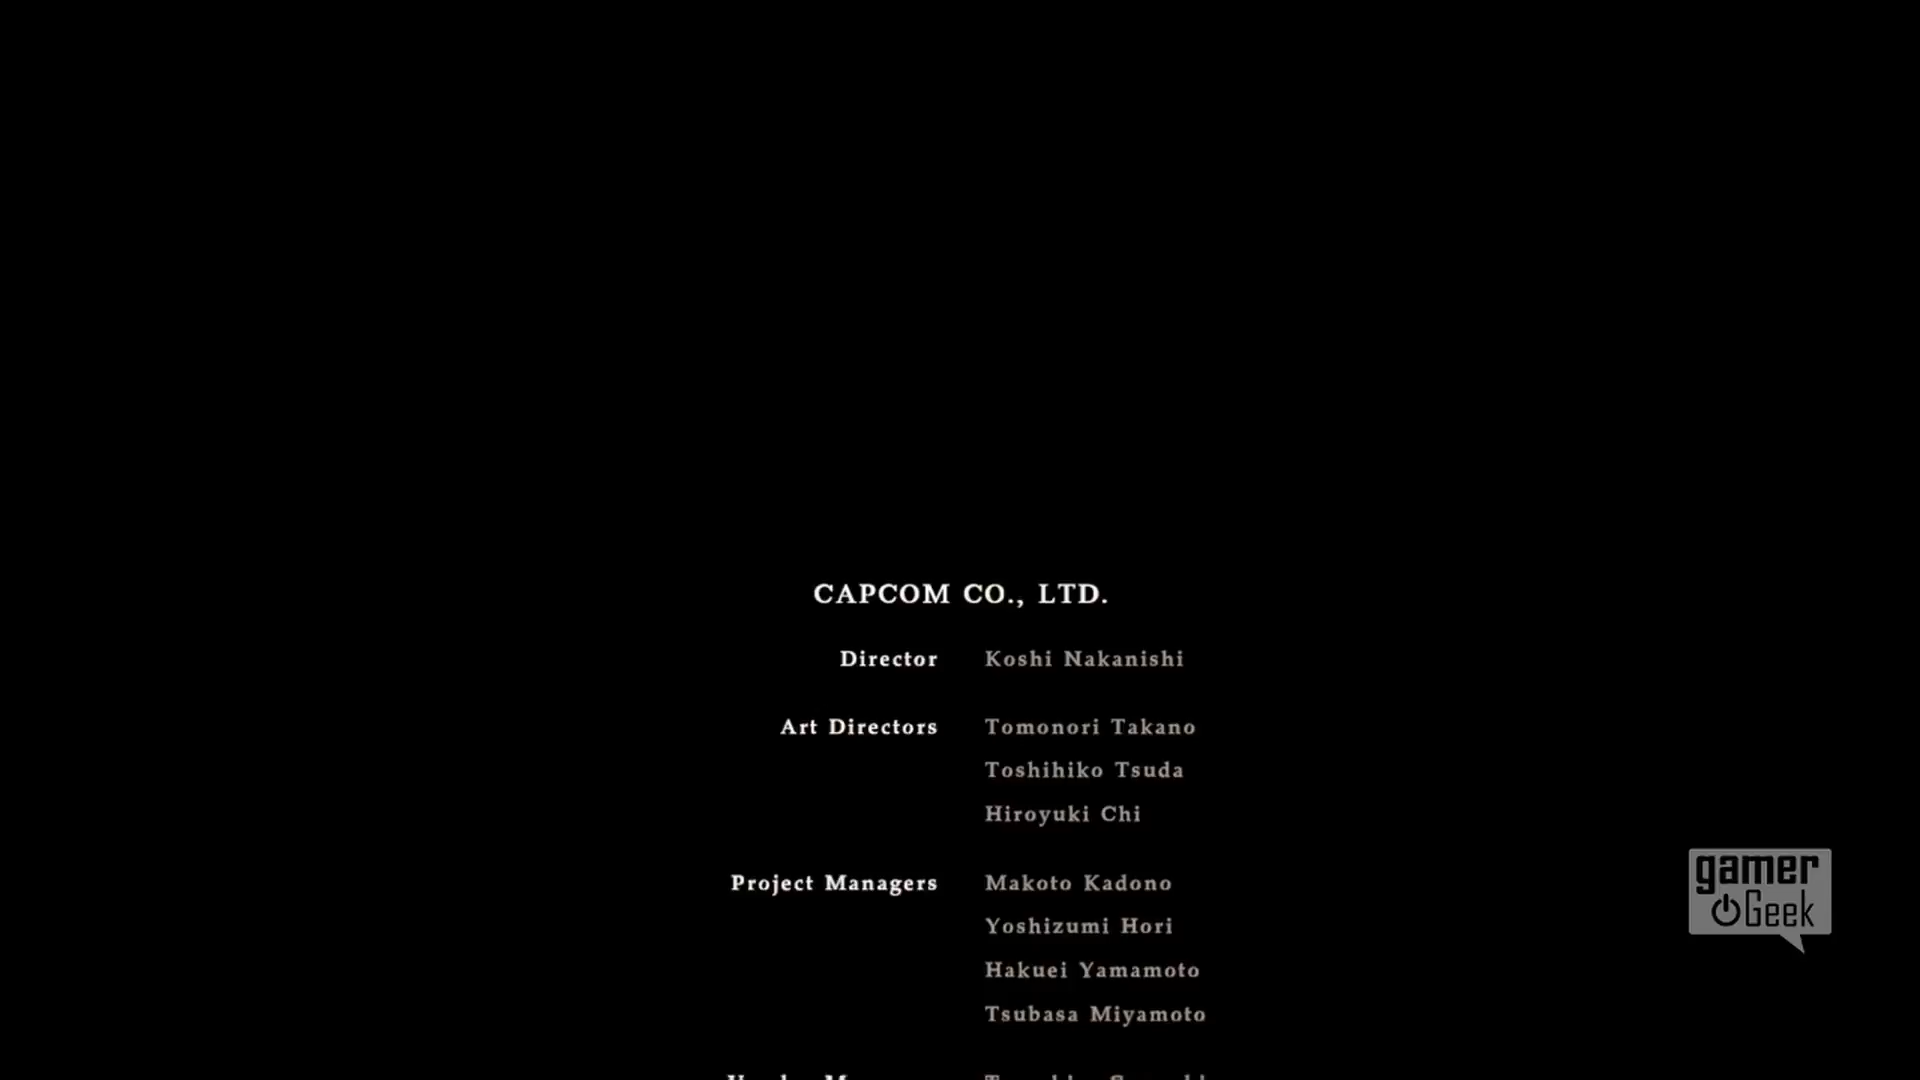 CAPCOM CO., LTD.
Director Koshi Nakanishi
Art Directors Tomonori Takano
Toshihiko Tsuda
Hiroyuki Chi
Project Managers Makoto Kadono
Yoshizumi Hori
Hakuei Yamamoto
Tsubasa Miyamoto
gamer
Geek